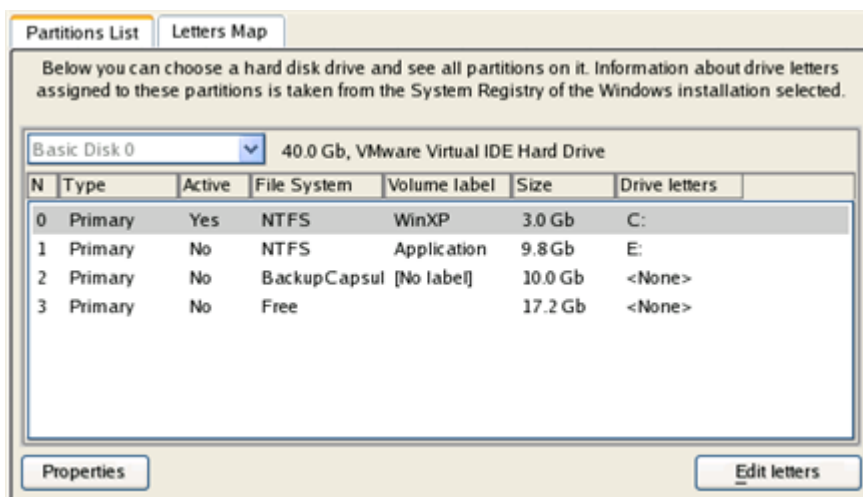 Partitions List Letters Map
Below you can choose a hard disk drive and see all partitions on it. Information about drive letters
assigned to these partitions is taken from the System Registry of the Windows installation selected.
Basic Disk 0 40.0 Gb, VMware Virtual IDE Hard Drive
N Type Active File System Volume label Size Drive letters
0 Primary Yes NTFS WinXP 3.0 Gb C:
1 Primary No NTFS Application 9.8 Gb E:
2 Primary No BackupCapsul [No label] 10.0 Gb <None>
3 Primary No Free 17.2 Gb <None>
Properties Edit letters